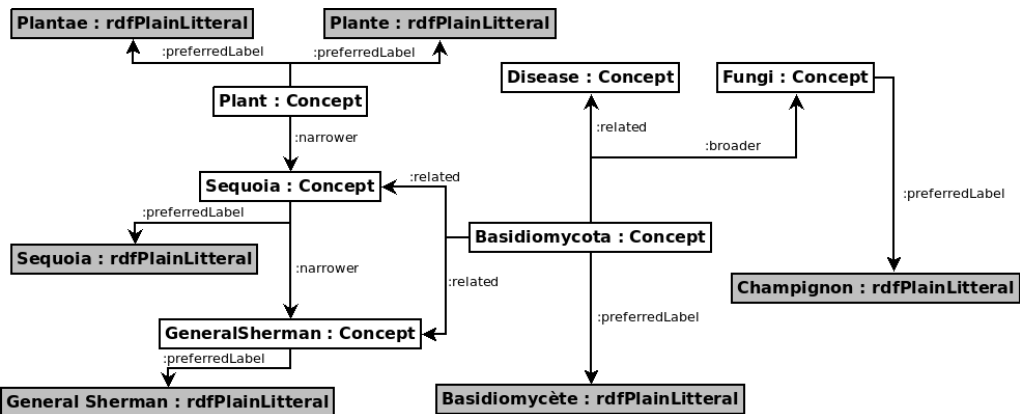 Plantae : rdfPlainLitteral
Plante : rdfPlainLitteral
:preferredLabel
:preferredLabel
Disease : Concept
Fungi : Concept
Plant : Concept
:related
:narrower
:broader
Sequoia : Concept
:related
:preferredLabel
:preferredLabel
Basidiomycota : Concept
Sequoia : rdfPlainLitteral
:narrower
:related
Champignon : rdfPlainLitteral
:preferredLabel
GeneralSherman : Concept
:preferredLabel
General Sherman : rdfPlainLitteral
Basidiomycète : rdfPlainLitteral